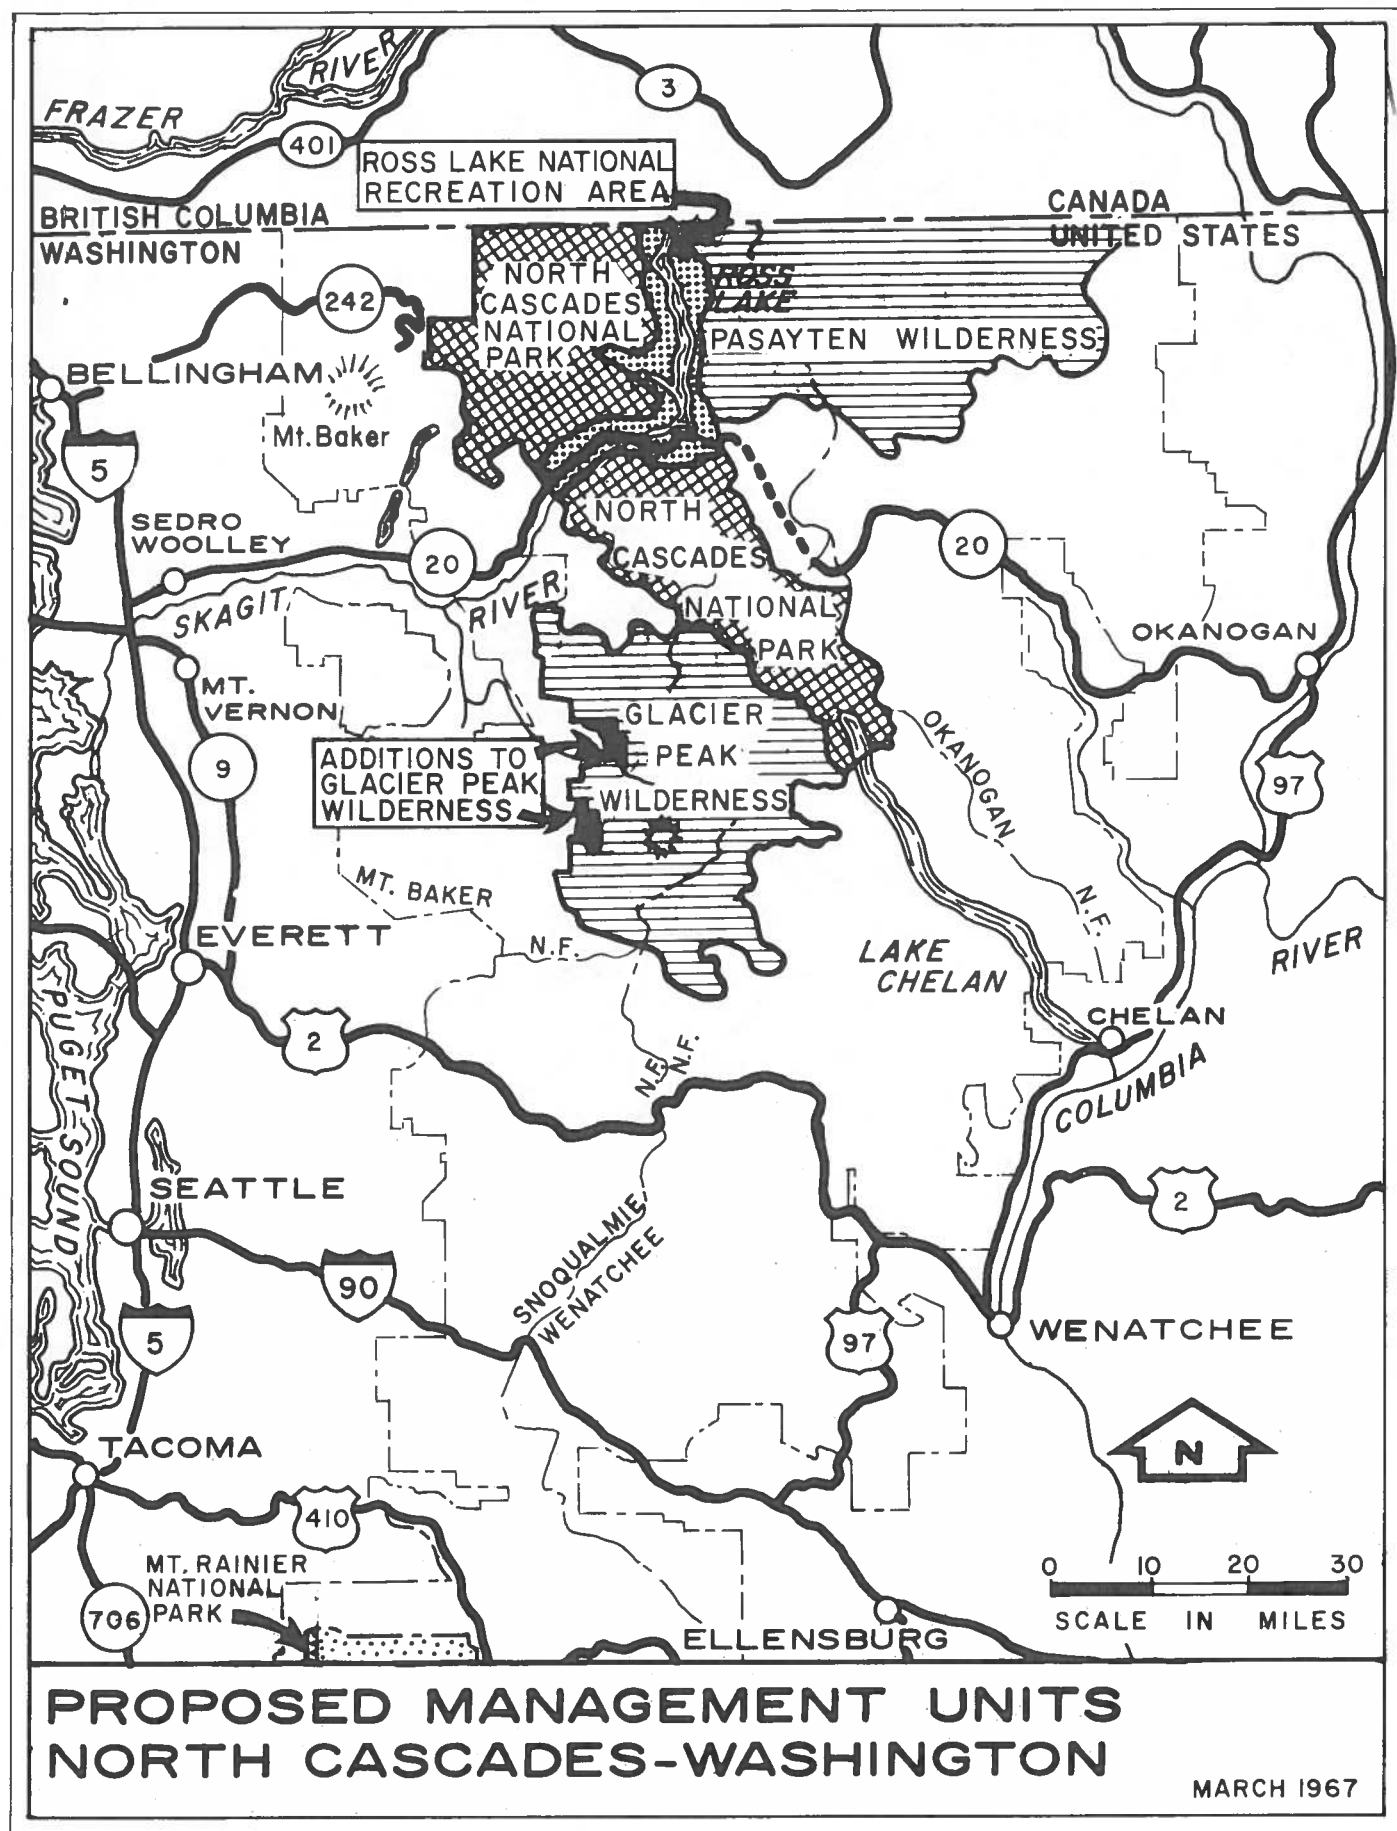 RIVER
FRAZER
3
401
ROSS LAKE NATIONAL
RECREATION AREA
BRITISH COLUMBIA
WASHINGTON
CANADA
UNITED STATES
NORTH
CASCADES
NATIONAL
PARK
242
ROSS
LAKE
PASAYTEN WILDERNESS
BELLINGHAM
Mt. Baker
5
SEDRO
WOOLLEY
20
NORTH
CASCADES
NATIONAL
PARK
20
SKAGIT
RIVER
OKANOGAN
MT.
VERNON
GLACIER
PEAK
WILDERNESS
ADDITIONS TO
GLACIER PEAK
WILDERNESS
9
OKANOGAN
N.F.
97
MT. BAKER
N.F.
EVERETT
LAKE
CHELAN
RIVER
PUGET SOUND
2
CHELAN
COLUMBIA
N.F.
N.F.
SEATTLE
2
SNOQUALMIE
WENATCHEE
90
5
97
WENATCHEE
TACOMA
N
410
MT. RAINIER
NATIONAL
PARK
706
0 10 20 30
SCALE IN MILES
ELLENSBURG
PROPOSED MANAGEMENT UNITS
NORTH CASCADES-WASHINGTON
MARCH 1967